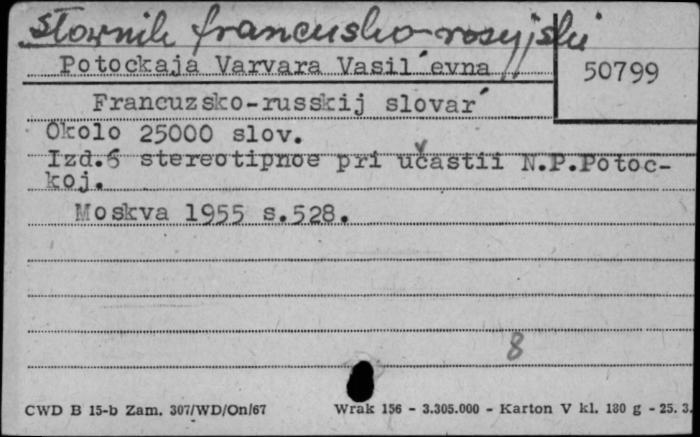 słownik francusko-rosyjski
Potockaja Varvara Vasil'evna
50799
Francuzsko-russkij slovar'
Okolo 25000 slov.
Izd.6 stereotipnoe pri učastii N.P.Potoc-
koj.
Moskva 1955 s.528.
8
CWD B 15-b Zam. 307/WD/On/67 Wrak 156 - 3.305.000 - Karton V kl. 180 g - 25. 3.